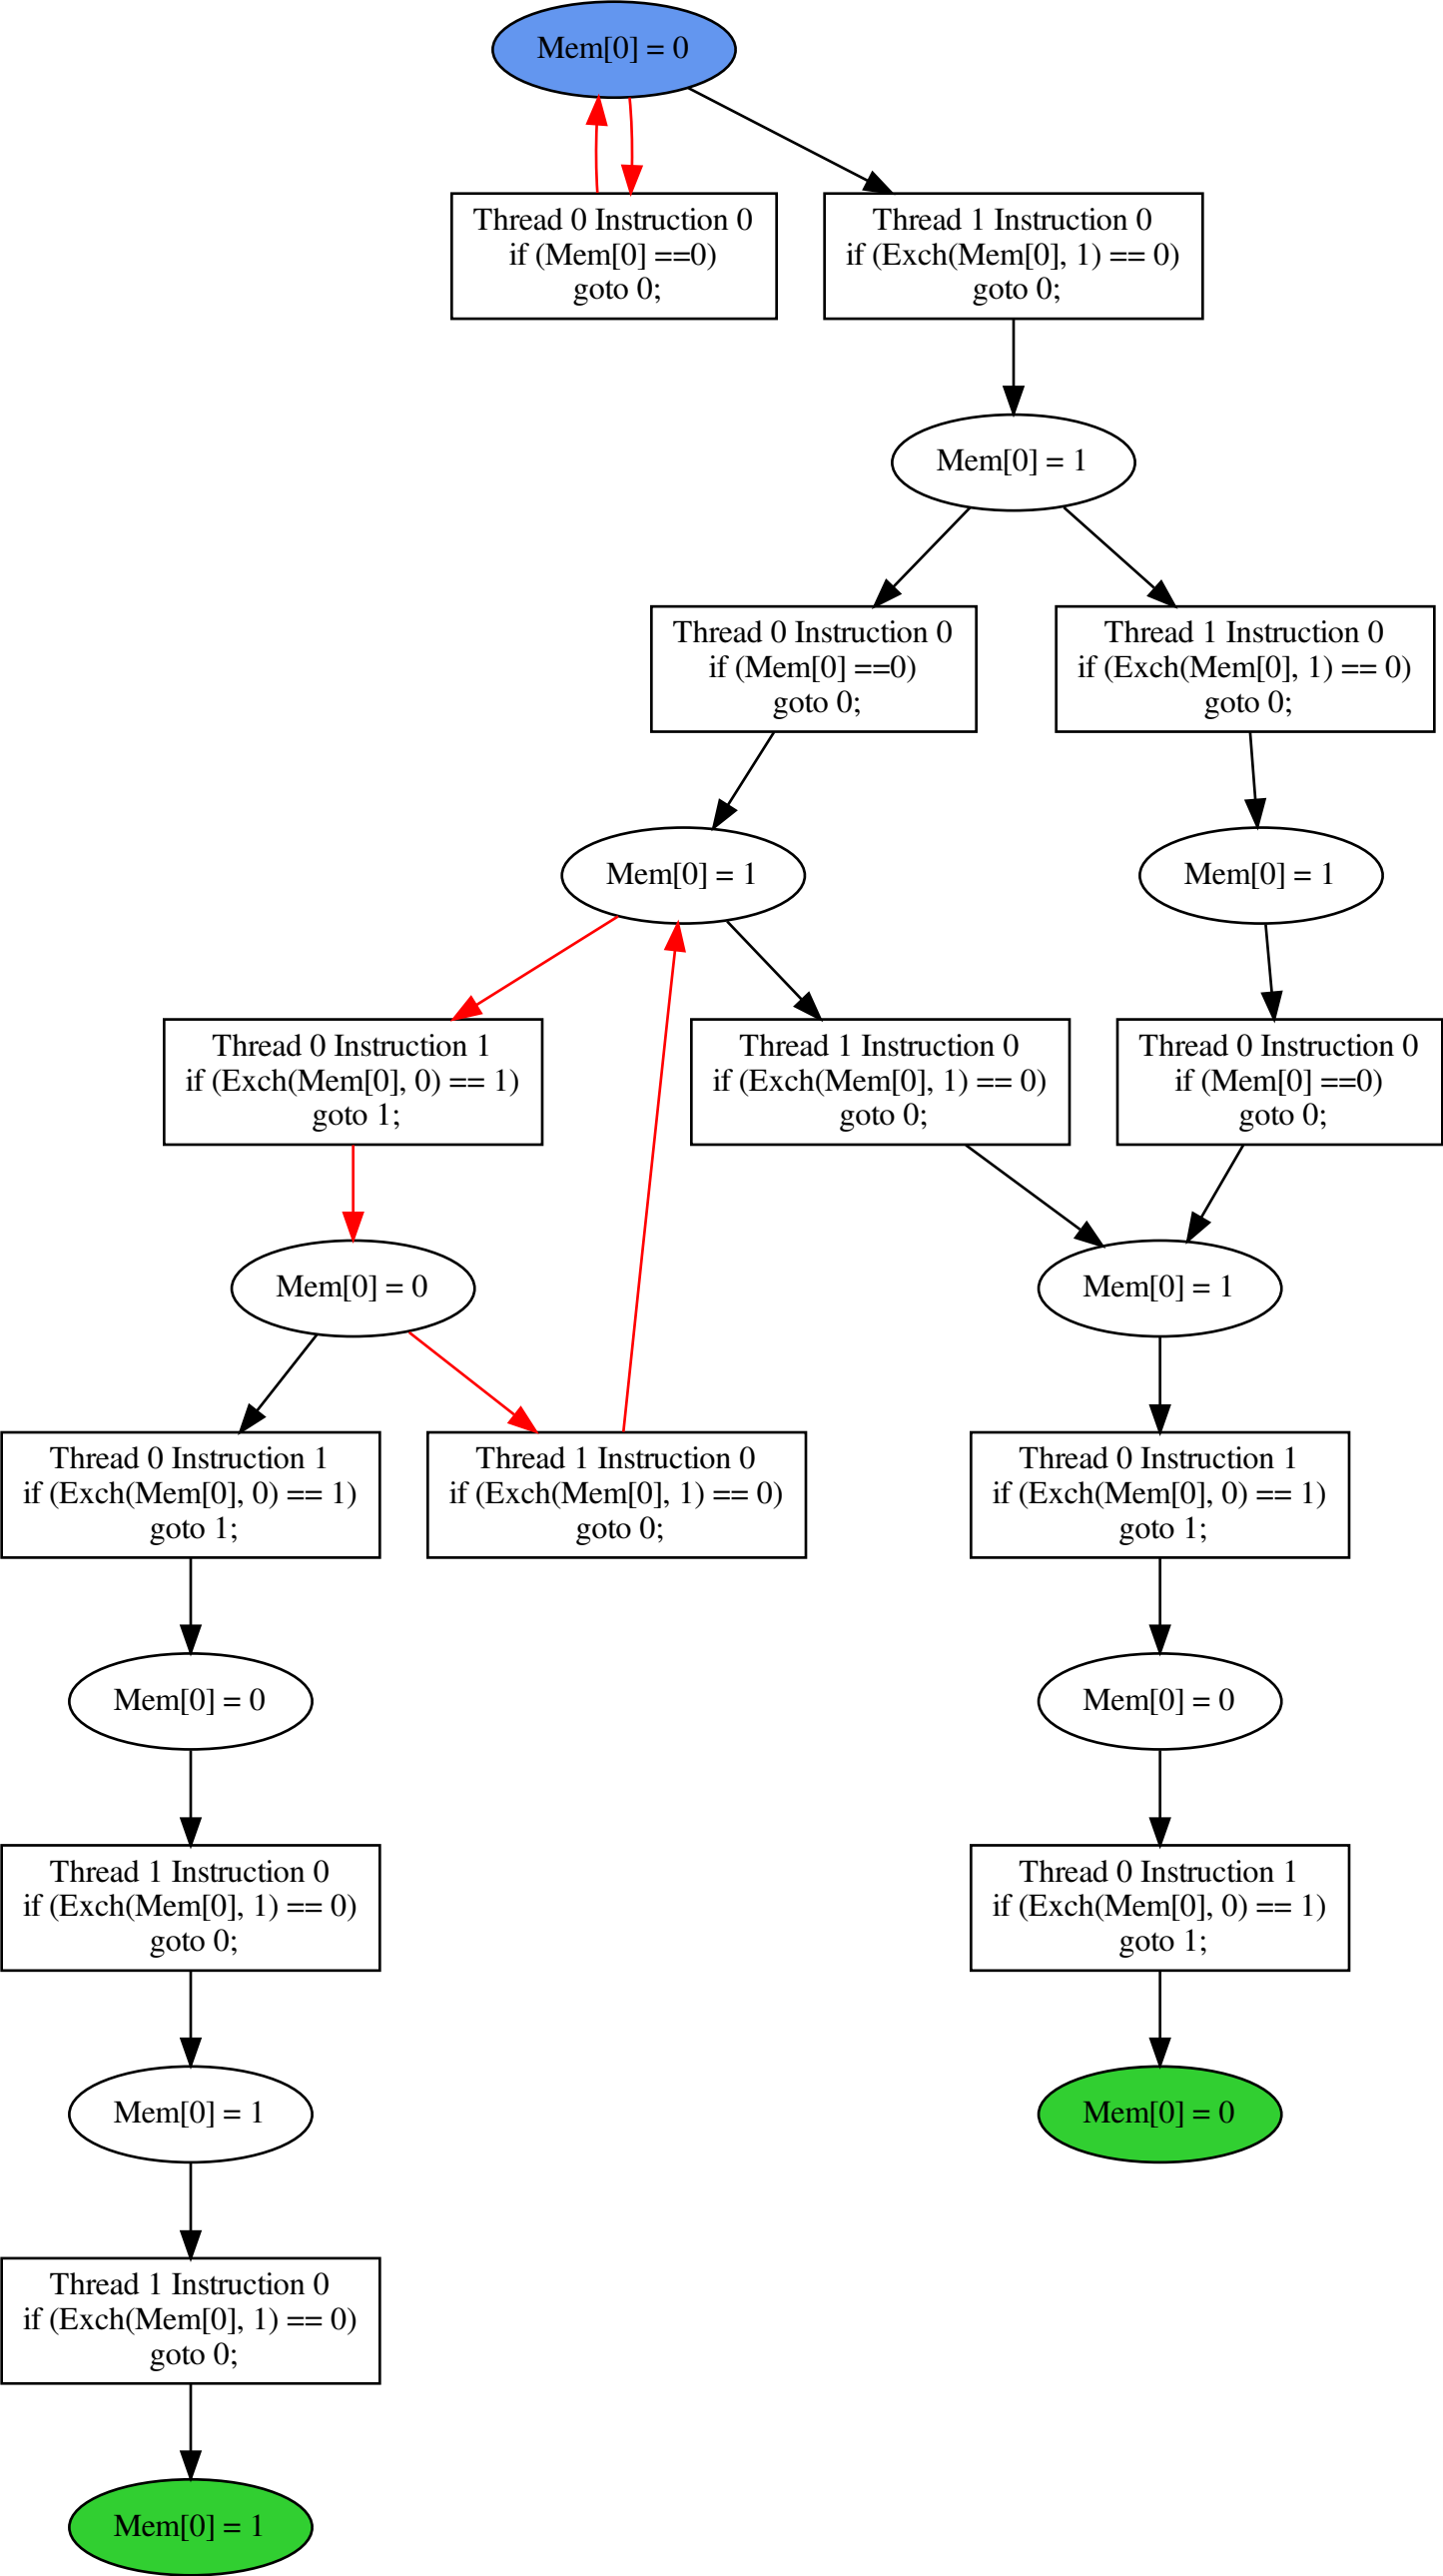 Mem[0] = 0
Thread 0 Instruction 0
if (Mem[0] ==0)
goto 0;
Thread 1 Instruction 0
if (Exch(Mem[0], 1) == 0)
goto 0;
Mem[0] = 1
Thread 0 Instruction 0
if (Mem[0] ==0)
goto 0;
Thread 1 Instruction 0
if (Exch(Mem[0], 1) == 0)
goto 0;
Mem[0] = 1
Mem[0] = 1
Thread 0 Instruction 1
if (Exch(Mem[0], 0) == 1)
goto 1;
Thread 1 Instruction 0
if (Exch(Mem[0], 1) == 0)
goto 0;
Thread 0 Instruction 0
if (Mem[0] ==0)
goto 0;
Mem[0] = 0
Mem[0] = 1
Thread 0 Instruction 1
if (Exch(Mem[0], 0) == 1)
goto 1;
Thread 1 Instruction 0
if (Exch(Mem[0], 1) == 0)
goto 0;
Thread 0 Instruction 1
if (Exch(Mem[0], 0) == 1)
goto 1;
Mem[0] = 0
Mem[0] = 0
Thread 1 Instruction 0
if (Exch(Mem[0], 1) == 0)
goto 0;
Thread 0 Instruction 1
if (Exch(Mem[0], 0) == 1)
goto 1;
Mem[0] = 1
Mem[0] = 0
Thread 1 Instruction 0
if (Exch(Mem[0], 1) == 0)
goto 0;
Mem[0] = 1